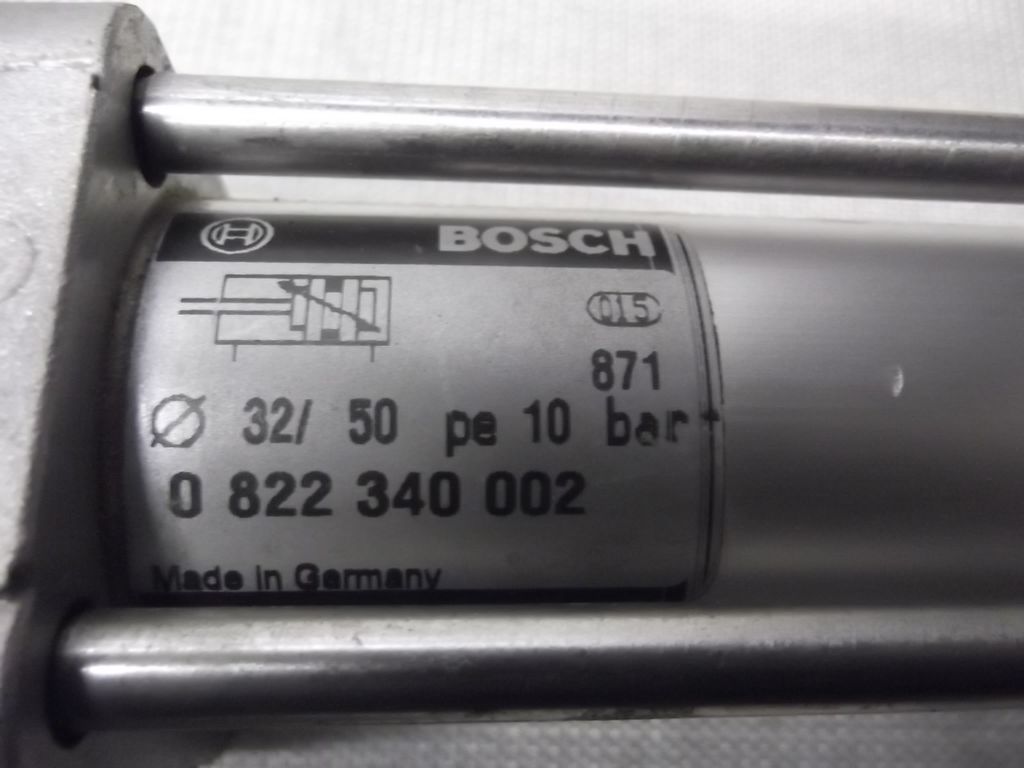 BOSCH
015
871
Ø 32/ 50 pe 10 bar
0 822 340 002
Made in Germany